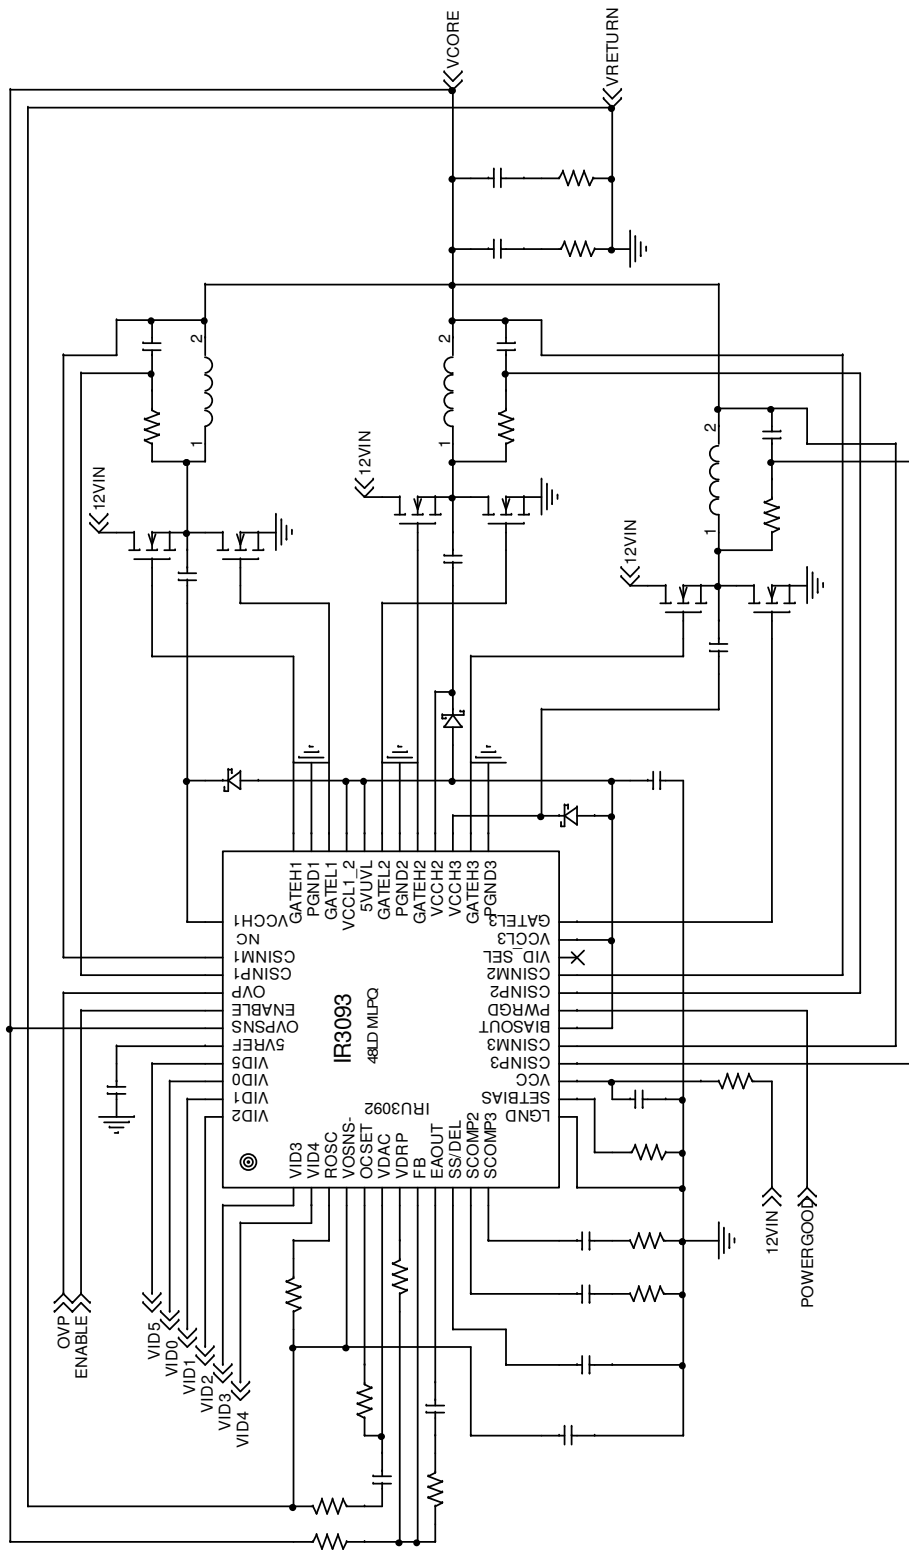 VCORE
VRETURN
2
1
12VIN
2
1
12VIN
2
1
12VIN
GATEH1
PGND1
GATEL1
VCCL1_2
5VUVL
GATEL2
PGND2
GATEH2
VCCH2
VCCH3
GATEH3
PGND3
VCCH1
NC
CSINM1
CSINP1
OVP
ENABLE
OVPSNS
5VREF
VID5
VID0
VID1
VID2
IR3093
48LD MLPQ
IRU3092
GATEL3
VCCL3
VID_SEL
CSINM2
CSINP2
PWRGD
BIASOUT
CSINM3
CSINP3
VCC
SETBIAS
LGND
VID3
VID4
ROSC
VOSNS-
OCSET
VDAC
VDRP
FB
EAOUT
SS/DEL
SCOMP2
SCOMP3
OVP
ENABLE
VID5
VID0
VID1
VID2
VID3
VID4
12VIN
POWERGOOD